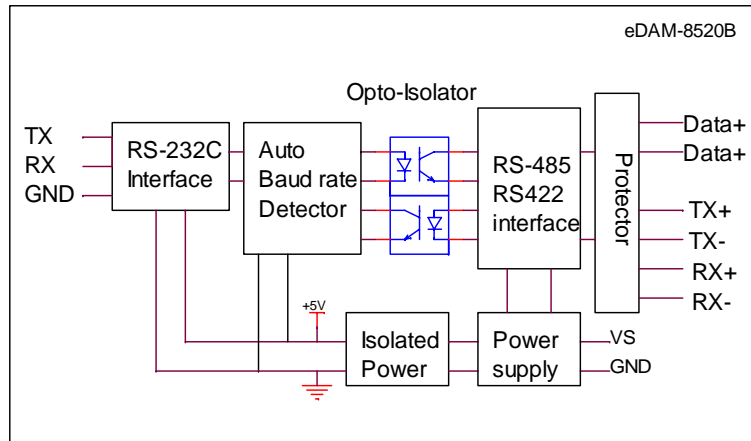 eDAM-8520B
Opto-Isolator
TX
RX
GND
RS-232C
Interface
Auto
Baud rate
Detector
RS-485
RS422
interface
Protector
Data+
Data+
TX+
TX-
RX+
RX-
+5V
Isolated
Power
Power
supply
VS
GND